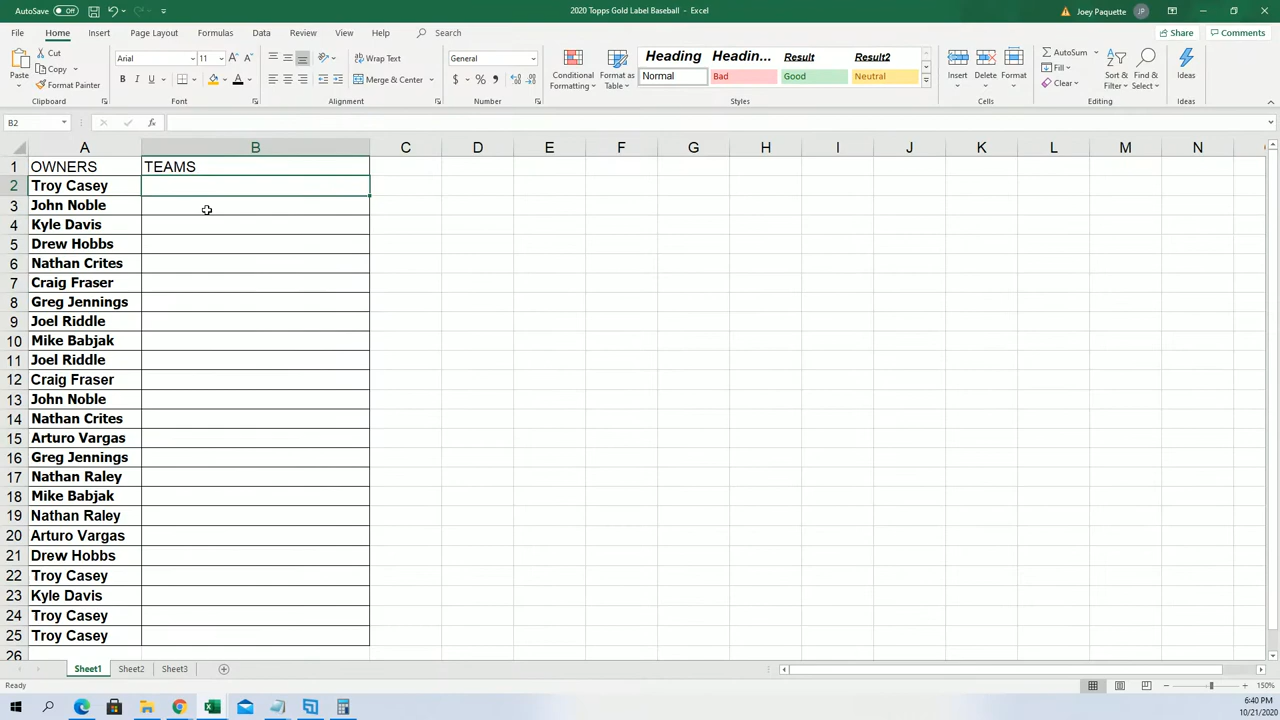 AutoSave Off
2020 Topps Gold Label Baseball - Excel
Joey Paquette JP
File Home Insert Page Layout Formulas Data Review View Help Search
Share Comments
Paste
Cut
Copy
Format Painter
Clipboard
Arial 11
B I U
Font
Wrap Text
Merge & Center
Alignment
General
$ %
Number
Conditional Formatting
Format as Table
Heading Headin... Result Result2
Normal Bad Good Neutral
Styles
Insert Delete Format
Cells
AutoSum
Fill
Clear
Sort & Filter
Find & Select
Editing
Ideas
Ideas
B2
A B C D E F G H I J K L M N
1 OWNERS TEAMS
2 Troy Casey
3 John Noble
4 Kyle Davis
5 Drew Hobbs
6 Nathan Crites
7 Craig Fraser
8 Greg Jennings
9 Joel Riddle
10 Mike Babjak
11 Joel Riddle
12 Craig Fraser
13 John Noble
14 Nathan Crites
15 Arturo Vargas
16 Greg Jennings
17 Nathan Raley
18 Mike Babjak
19 Nathan Raley
20 Arturo Vargas
21 Drew Hobbs
22 Troy Casey
23 Kyle Davis
24 Troy Casey
25 Troy Casey
26
Sheet1 Sheet2 Sheet3
Ready
150%
6:40 PM
10/21/2020